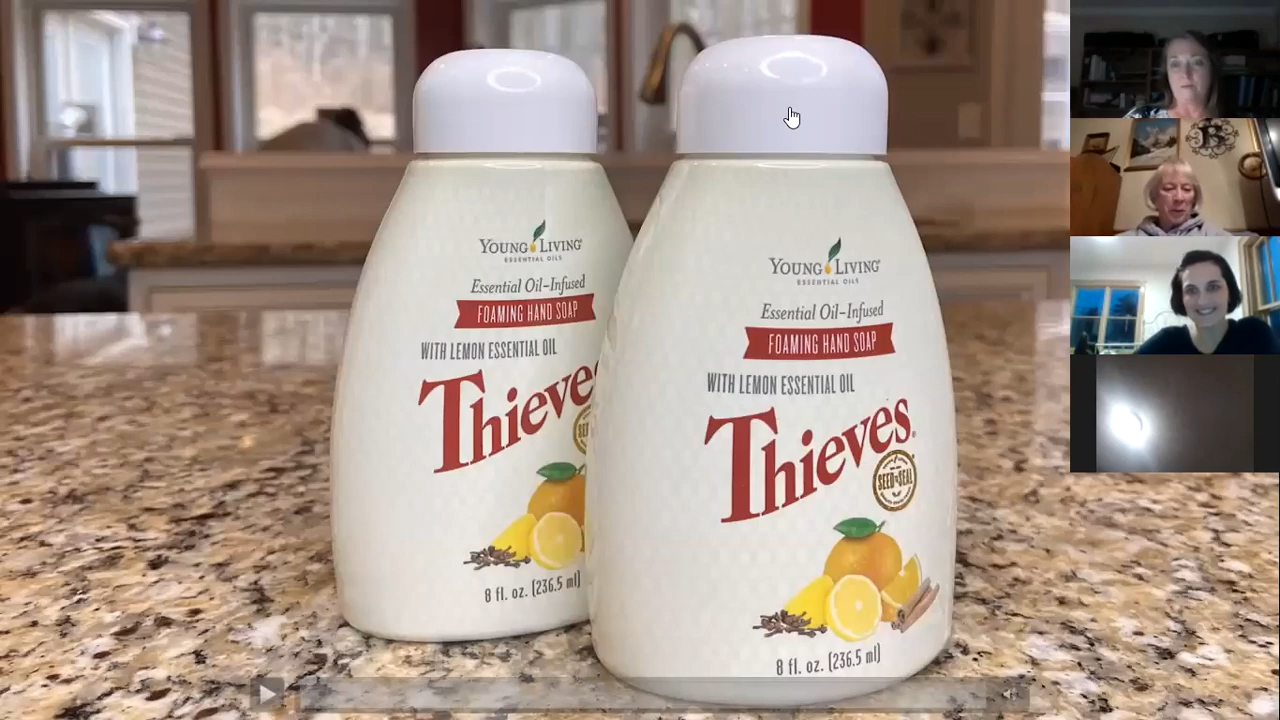 YOUNG LIVING
ESSENTIAL OILS
Essential Oil-Infused
FOAMING HAND SOAP
WITH LEMON ESSENTIAL OIL
Thieves
8 fl. oz. (236.5 ml)
YOUNG LIVING
ESSENTIAL OILS
Essential Oil-Infused
FOAMING HAND SOAP
WITH LEMON ESSENTIAL OIL
Thieves®
SEED TO SEAL
8 fl. oz. (236.5 ml)
B